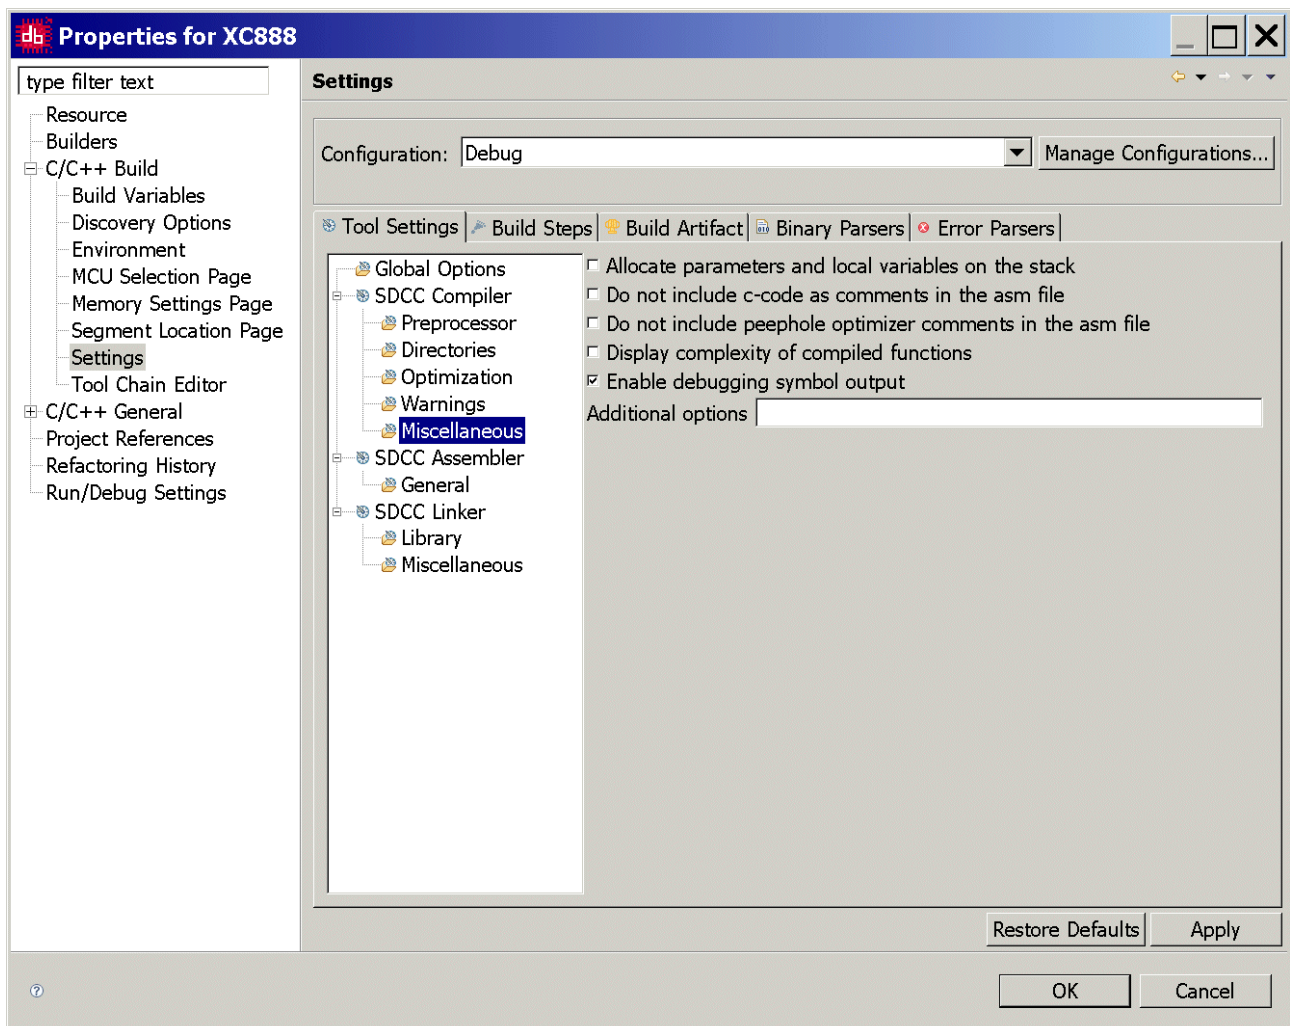 Properties for XC888
type filter text
Resource
Builders
C/C++ Build
Build Variables
Discovery Options
Environment
MCU Selection Page
Memory Settings Page
Segment Location Page
Settings
Tool Chain Editor
C/C++ General
Project References
Refactoring History
Run/Debug Settings
Settings
Configuration: Debug Manage Configurations...
Tool Settings Build Steps Build Artifact Binary Parsers Error Parsers
Global Options
SDCC Compiler
Preprocessor
Directories
Optimization
Warnings
Miscellaneous
SDCC Assembler
General
SDCC Linker
Library
Miscellaneous
Allocate parameters and local variables on the stack
Do not include c-code as comments in the asm file
Do not include peephole optimizer comments in the asm file
Display complexity of compiled functions
Enable debugging symbol output
Additional options
Restore Defaults Apply
OK Cancel